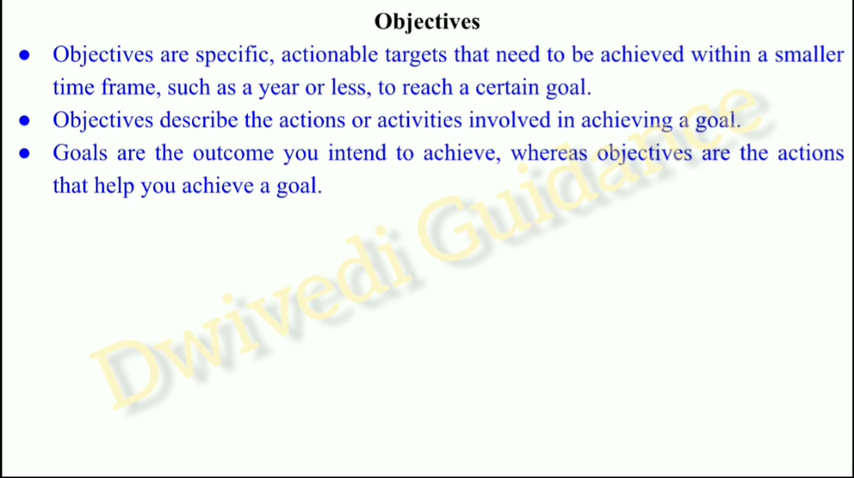 Objectives
● Objectives are specific, actionable targets that need to be achieved within a smaller
time frame, such as a year or less, to reach a certain goal.
● Objectives describe the actions or activities involved in achieving a goal.
● Goals are the outcome you intend to achieve, whereas objectives are the actions
that help you achieve a goal.
Dwivedi Guidance